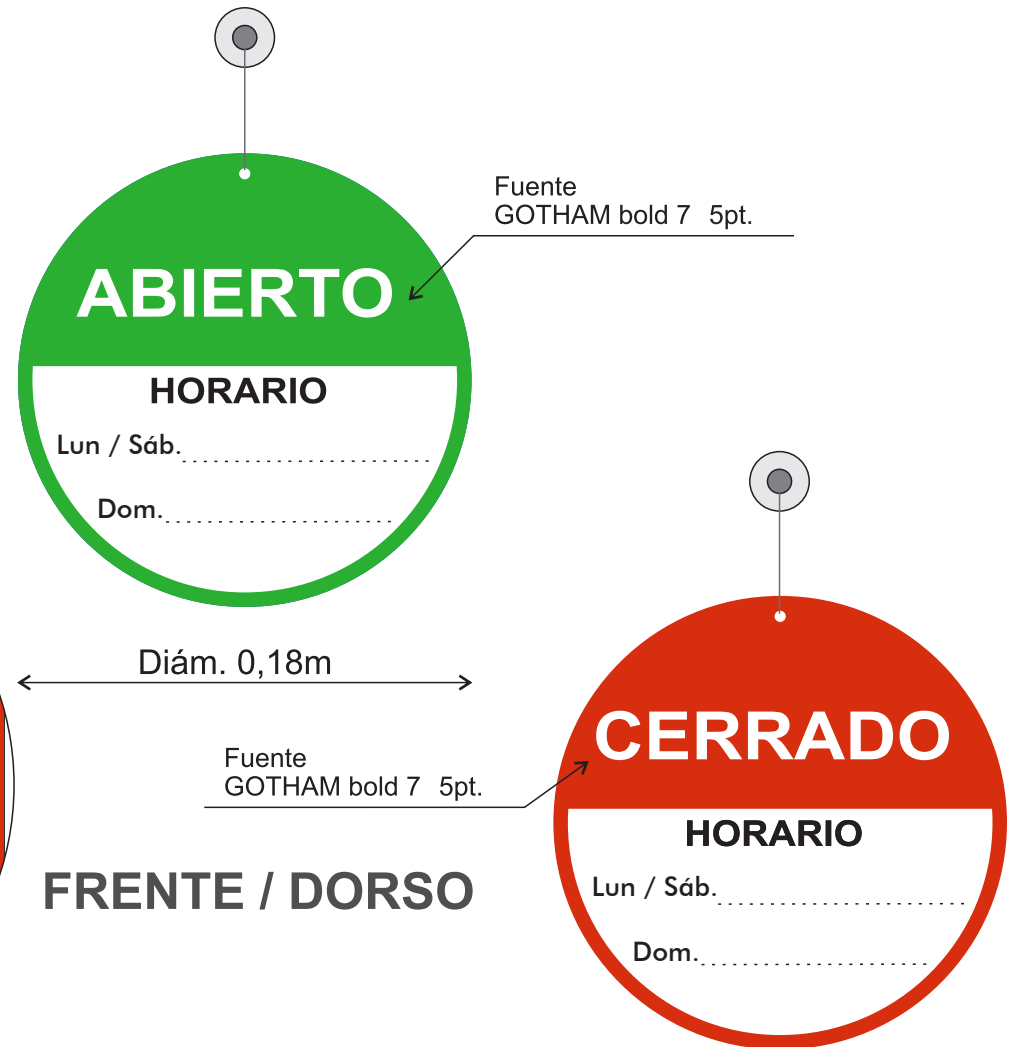 Fuente
GOTHAM bold 7 5pt.
ABIERTO
HORARIO
Lun / Sáb.
Dom.
Diám. 0,18m
Fuente
GOTHAM bold 7 5pt.
CERRADO
HORARIO
Lun / Sáb.
Dom.
FRENTE / DORSO